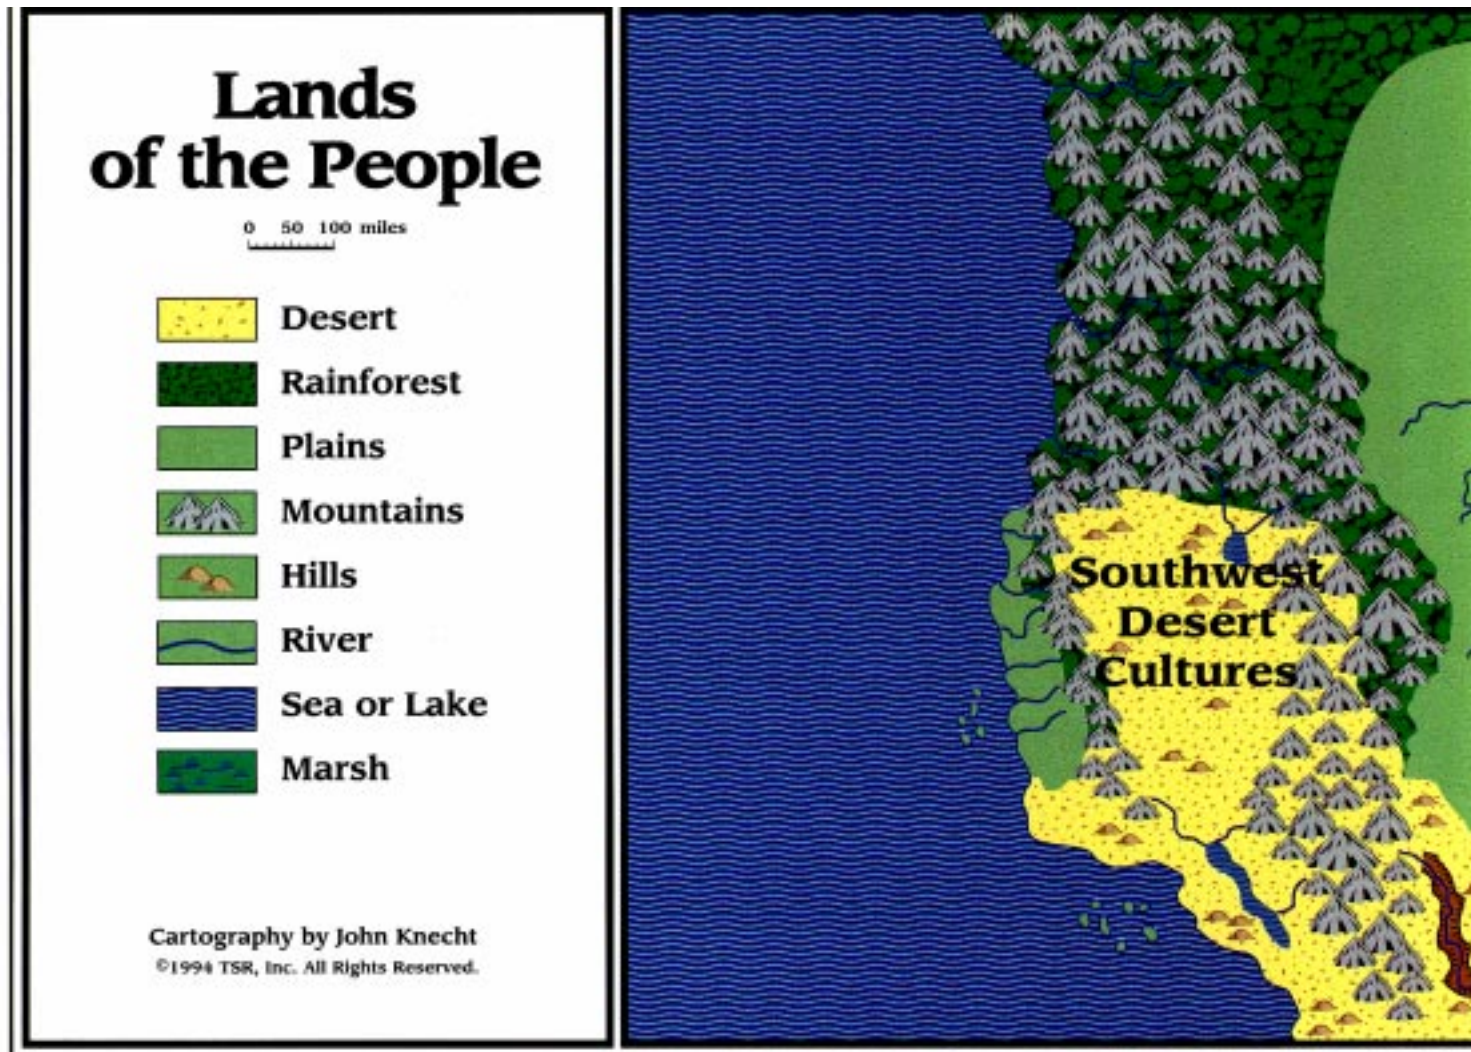 Lands
of the People
0 50 100 miles
Desert
Rainforest
Plains
Mountains
Hills
River
Sea or Lake
Marsh
Cartography by John Knecht
©1994 TSR, Inc. All Rights Reserved.
Southwest
Desert
Cultures